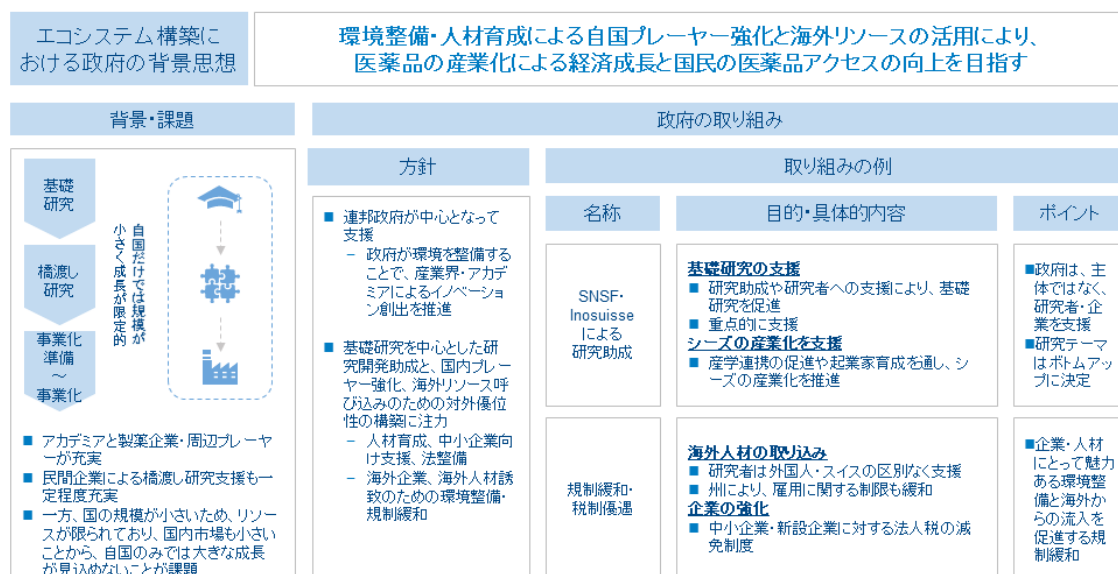 エコシステム構築に
おける政府の背景思想
環境整備・人材育成による自国プレーヤー強化と海外リソースの活用により、
医薬品の産業化による経済成長と国民の医薬品アクセスの向上を目指す
背景・課題
政府の取り組み
基礎
研究
橋渡し
研究
事業化
準備
～
事業化
自国だけでは規模が
小さく成長が限定的
■ アカデミアと製薬企業・周辺プレーヤ
ーが充実
■ 民間企業による橋渡し研究支援も一
定程度充実
■ 一方、国の規模が小さいため、リソー
スが限られており、国内市場も小さい
ことから、自国のみでは大きな成長
が見込めないことが課題
方針
■ 連邦政府が中心となって
支援
– 政府が環境を整備する
ことで、産業界・アカデ
ミアによるイノベーショ
ン創出を推進
■ 基礎研究を中心とした研
究開発助成と、国内プレー
ヤー強化、海外リソース呼
び込みのための対外優位
性の構築に注力
– 人材育成、中小企業向
け支援、法整備
– 海外企業、海外人材誘
致のための環境整備・
規制緩和
取り組みの例
名称
目的・具体的内容
ポイント
SNSF・
Inosuisse
による
研究助成
基礎研究の支援
■ 研究助成や研究者への支援により、基礎
研究を促進
■ 重点的に支援
シーズの産業化を支援
■ 産学連携の促進や起業家育成を通し、シ
ーズの産業化を推進
■政府は、主
体ではなく、
研究者・企
業を支援
■研究テーマ
はボトムアッ
プに決定
規制緩和・
税制優遇
海外人材の取り込み
■ 研究者は外国人・スイスの区別なく支援
■ 州により、雇用に関する制限も緩和
企業の強化
■ 中小企業・新設企業に対する法人税の減
免制度
■企業・人材
にとって魅力
ある環境整
備と海外か
らの流入を
促進する規
制緩和